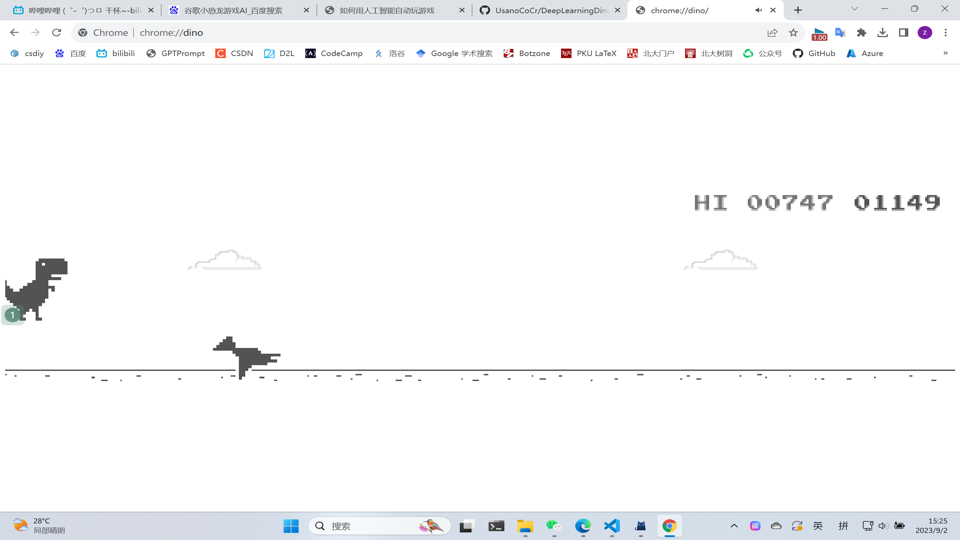 哔哩哔哩 (゜-゜)つロ 干杯~-bili
谷歌小恐龙游戏AI_百度搜索
如何用人工智能自动玩游戏
UsanoCoCr/DeepLearningDin
chrome://dino/
Chrome | chrome://dino
1.00
z
csdiy
百度
bilibili
GPTPrompt
CSDN
D2L
CodeCamp
洛谷
Google 学术搜索
Botzone
PKU LaTeX
北大门户
北大树洞
公众号
GitHub
Azure
»
HI 00747 01149
1
28°C
局部晴朗
搜索
英
拼
15:25
2023/9/2